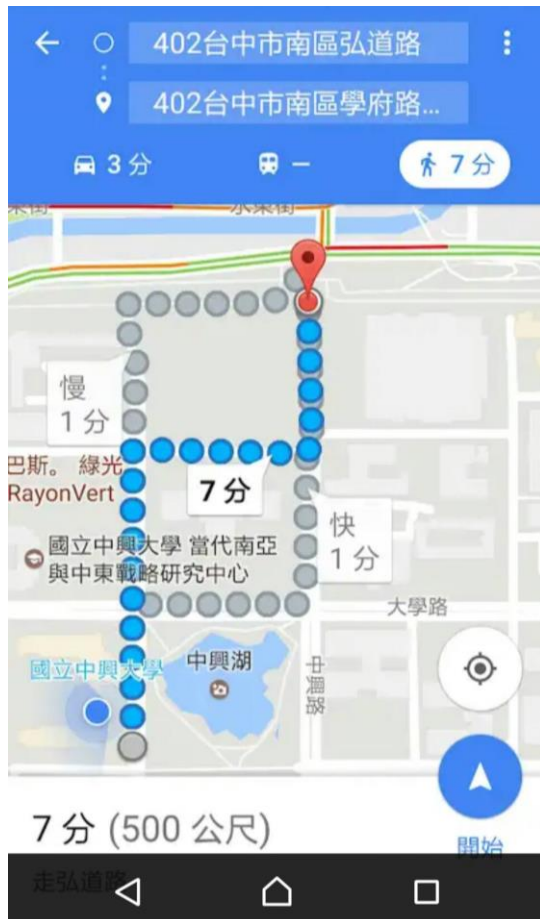 402台中市南區弘道路
402台中市南區學府路...
3 分
7 分
慢
1 分
巴斯。 綠光
RayonVert
7 分
快
1 分
國立中興大學 當代南亞
與中東戰略研究中心
大學路
國立中興大學
中興湖
中興路
7 分 (500 公尺)
開始
走弘道路